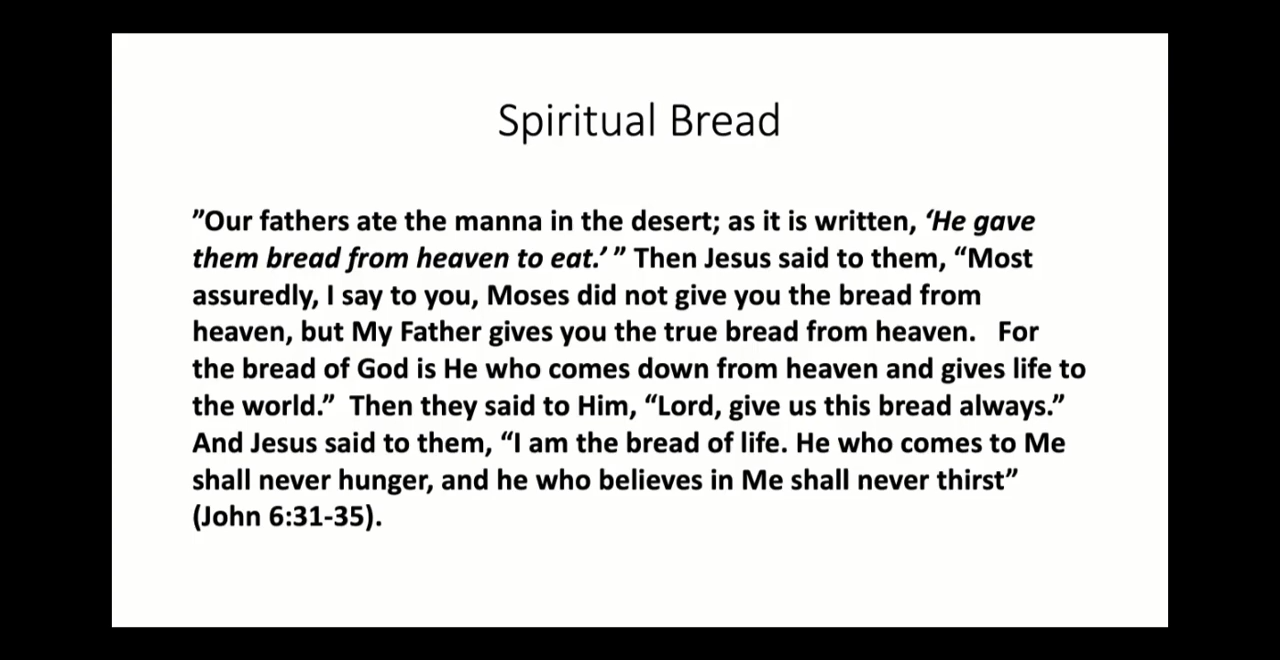 Spiritual Bread
”Our fathers ate the manna in the desert; as it is written, ‘He gave
them bread from heaven to eat.’ ” Then Jesus said to them, “Most
assuredly, I say to you, Moses did not give you the bread from
heaven, but My Father gives you the true bread from heaven.   For
the bread of God is He who comes down from heaven and gives life to
the world.”  Then they said to Him, “Lord, give us this bread always.”
And Jesus said to them, “I am the bread of life. He who comes to Me
shall never hunger, and he who believes in Me shall never thirst”
(John 6:31-35).